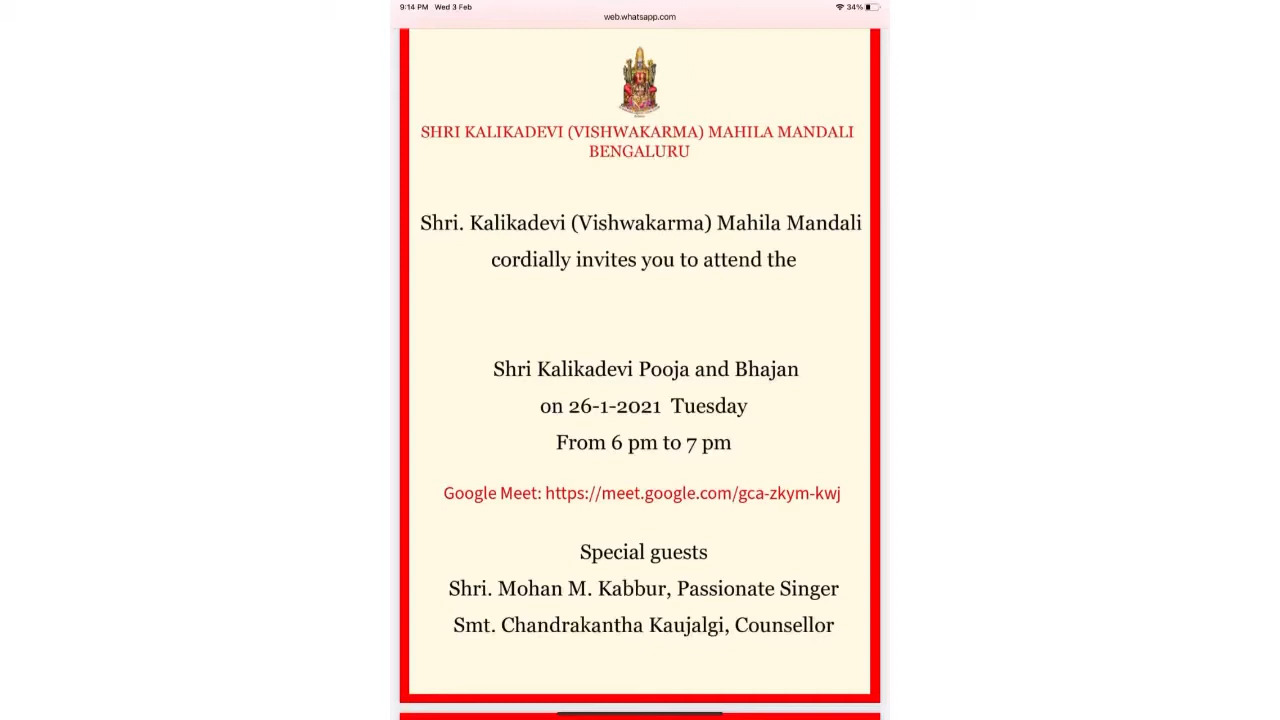 9:14 PM Wed 3 Feb
34%
web.whatsapp.com
SHRI KALIKADEVI (VISHWAKARMA) MAHILA MANDALI
BENGALURU
Shri. Kalikadevi (Vishwakarma) Mahila Mandali
cordially invites you to attend the
Shri Kalikadevi Pooja and Bhajan
on 26-1-2021 Tuesday
From 6 pm to 7 pm
Google Meet: https://meet.google.com/gca-zkym-kwj
Special guests
Shri. Mohan M. Kabbur, Passionate Singer
Smt. Chandrakantha Kaujalgi, Counsellor